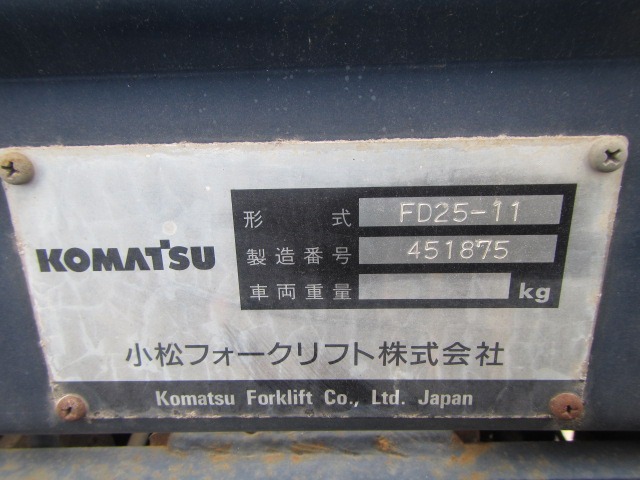 KOMATSU
形式 FD25-11
製造番号 451875
車両重量 kg
小松フォークリフト株式会社
Komatsu Forklift Co., Ltd. Japan